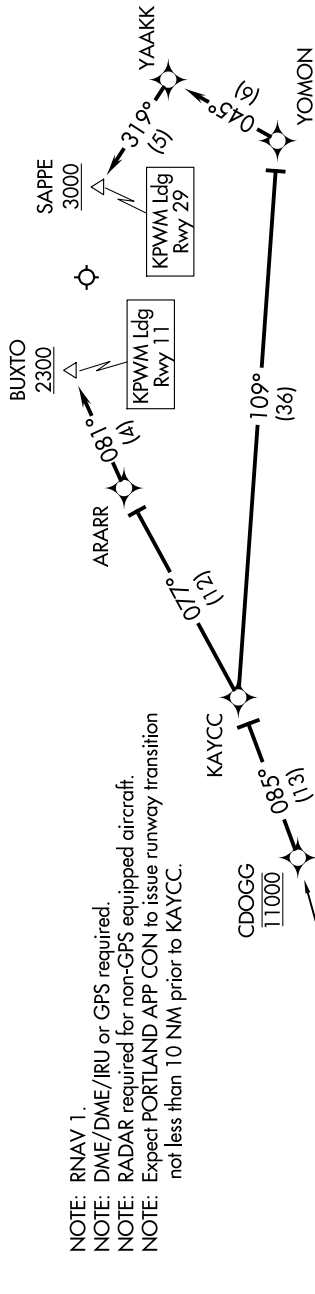 NOTE: RNAV 1.
NOTE: DME/DME/IRU or GPS required.
NOTE: RADAR required for non-GPS equipped aircraft.
NOTE: Expect PORTLAND APP CON to issue runway transition
not less than 10 NM prior to KAYCC.
CDOGG
11000
085°
(13)
KAYCC
077°
(12)
ARARR
081°
(4)
BUXTO
2300
KPWM Ldg
Rwy 11
109°
(36)
YOMON
045°
(6)
YAAKK
319°
(5)
SAPPE
3000
KPWM Ldg
Rwy 29